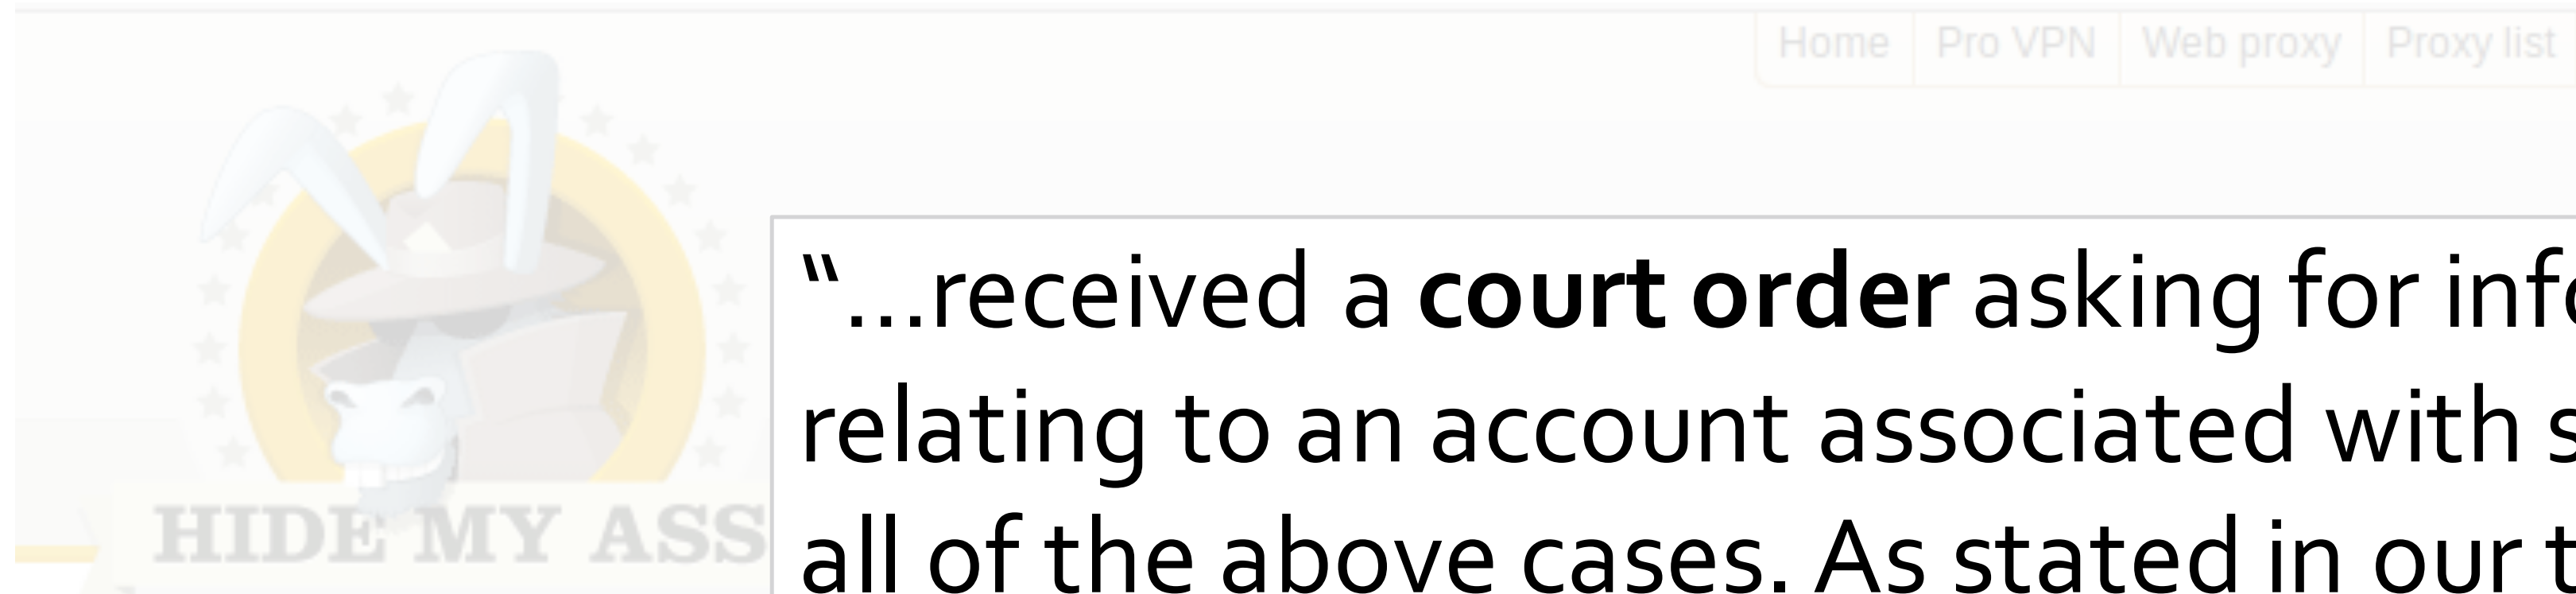 Home Pro VPN Web proxy Proxy list
“...received a court order asking for info
relating to an account associated with s
all of the above cases. As stated in our t
HIDE MY ASS